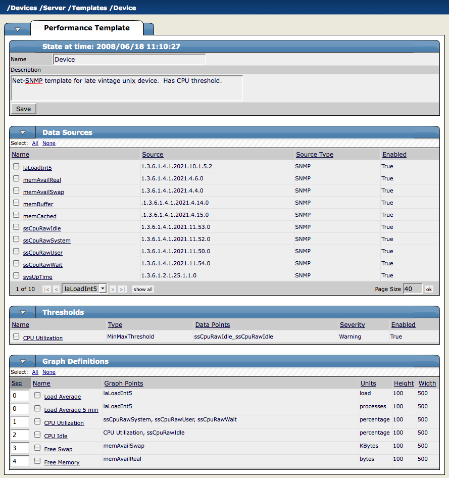 /Devices /Server /Templates /Device
Performance Template
State at time: 2008/06/18 11:10:27
Name Device
Description
Net-SNMP template for late vintage unix device. Has CPU threshold.
Save
Data Sources
Select: All None
Name Source Source Type Enabled
laLoadInt5 1.3.6.1.4.1.2021.10.1.5.2 SNMP True
memAvailReal 1.3.6.1.4.1.2021.4.6.0 SNMP True
memAvailSwap 1.3.6.1.4.1.2021.4.4.0 SNMP True
memBuffer .1.3.6.1.4.1.2021.4.14.0 SNMP True
memCached .1.3.6.1.4.1.2021.4.15.0 SNMP True
ssCpuRawIdle 1.3.6.1.4.1.2021.11.53.0 SNMP True
ssCpuRawSystem 1.3.6.1.4.1.2021.11.52.0 SNMP True
ssCpuRawUser 1.3.6.1.4.1.2021.11.50.0 SNMP True
ssCpuRawWait 1.3.6.1.4.1.2021.11.54.0 SNMP True
sysUpTime 1.3.6.1.2.1.25.1.1.0 SNMP True
1 of 10 |< < laLoadInt5 > >| show all Page Size 40 ok
Thresholds
Name Type Data Points Severity Enabled
CPU Utilization MinMaxThreshold ssCpuRawIdle_ssCpuRawIdle Warning True
Graph Definitions
Select: All None
Seq Name Graph Points Units Height Width
0 Load Average laLoadInt5 load 100 500
0 Load Average 5 min laLoadInt5 processes 100 500
1 CPU Utilization ssCpuRawSystem, ssCpuRawUser, ssCpuRawWait percentage 100 500
2 CPU Idle CPU Utilization, ssCpuRawIdle percentage 100 500
3 Free Swap memAvailSwap KBytes 100 500
4 Free Memory memAvailReal bytes 100 500